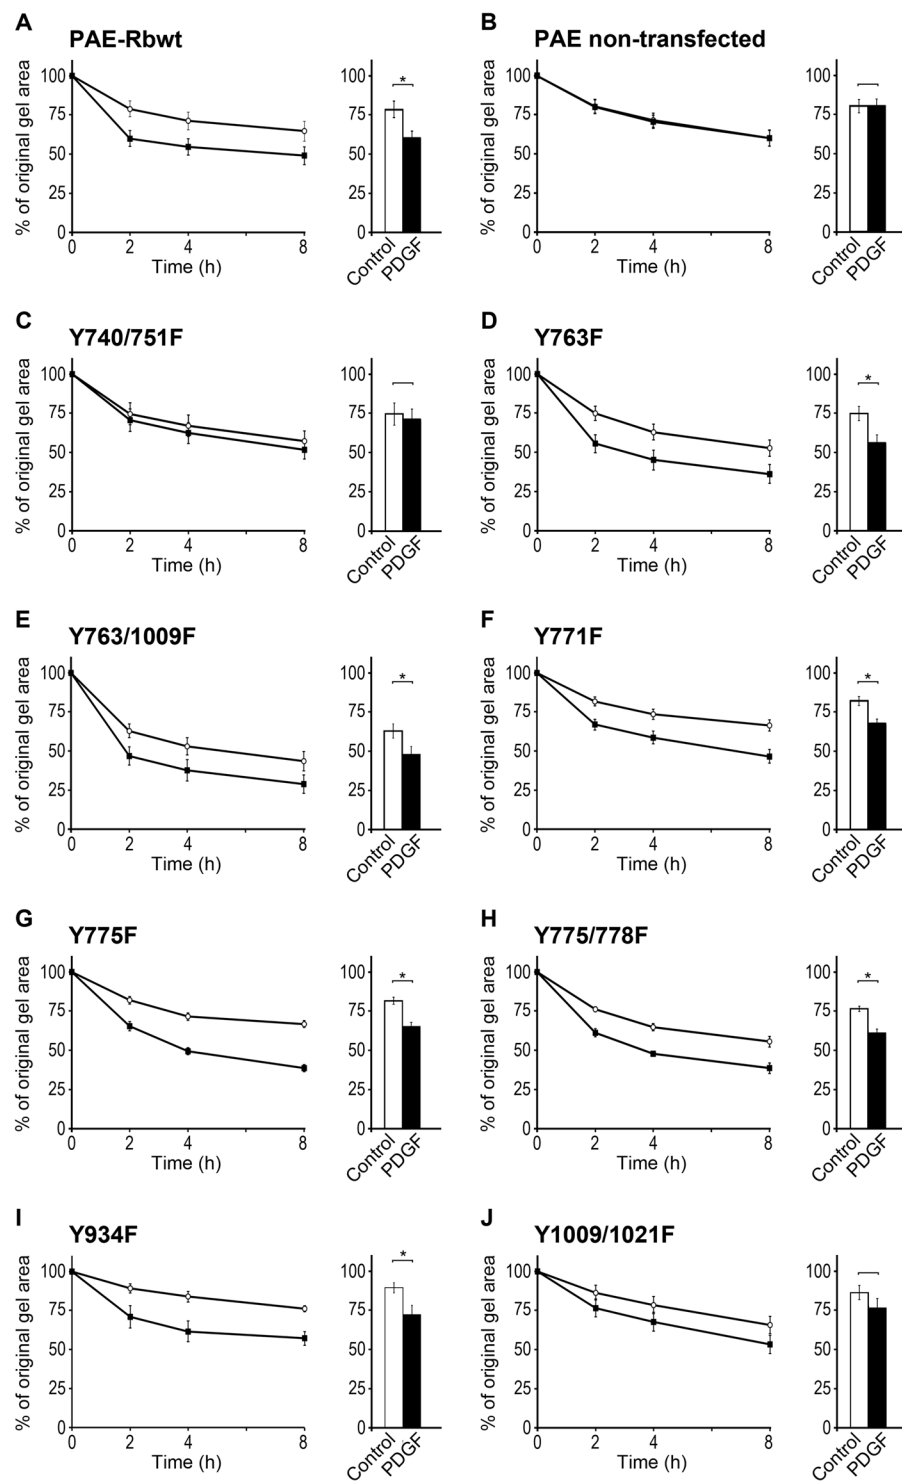 A
PAE-Rbwt
% of original gel area
100
75
50
25
0
0
2
4
8
Time (h)
100
75
50
25
0
*
Control
PDGF
B
PAE non-transfected
% of original gel area
100
75
50
25
0
0
2
4
8
Time (h)
100
75
50
25
0
Control
PDGF
C
Y740/751F
% of original gel area
100
75
50
25
0
0
2
4
8
Time (h)
100
75
50
25
0
Control
PDGF
D
Y763F
% of original gel area
100
75
50
25
0
0
2
4
8
Time (h)
100
75
50
25
0
*
Control
PDGF
E
Y763/1009F
% of original gel area
100
75
50
25
0
0
2
4
8
Time (h)
100
75
50
25
0
*
Control
PDGF
F
Y771F
% of original gel area
100
75
50
25
0
0
2
4
8
Time (h)
100
75
50
25
0
*
Control
PDGF
G
Y775F
% of original gel area
100
75
50
25
0
0
2
4
8
Time (h)
100
75
50
25
0
*
Control
PDGF
H
Y775/778F
% of original gel area
100
75
50
25
0
0
2
4
8
Time (h)
100
75
50
25
0
*
Control
PDGF
I
Y934F
% of original gel area
100
75
50
25
0
0
2
4
8
Time (h)
100
75
50
25
0
*
Control
PDGF
J
Y1009/1021F
% of original gel area
100
75
50
25
0
0
2
4
8
Time (h)
100
75
50
25
0
Control
PDGF